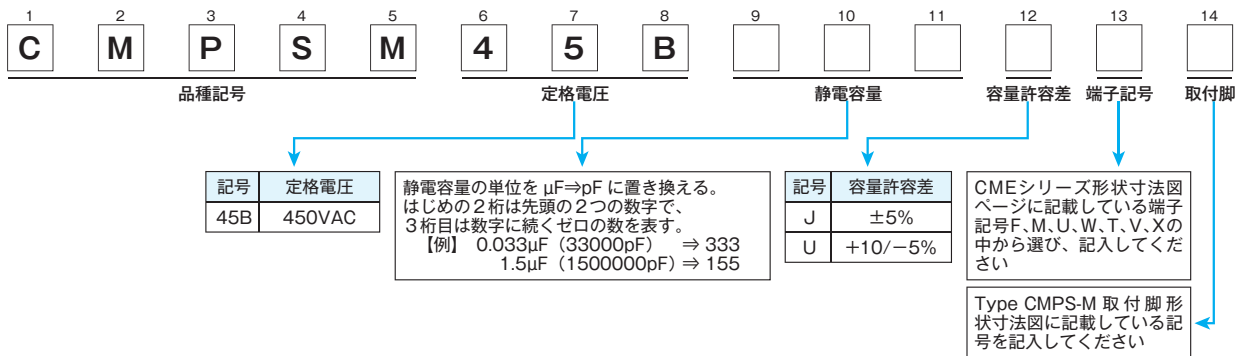 1 2 3 4 5 6 7 8 9 10 11 12 13 14
C M P S M 4 5 B
品種記号 定格電圧 静電容量 容量許容差 端子記号 取付脚
記号 定格電圧
45B 450VAC
静電容量の単位を μF⇒pF に置き換える。
はじめの2桁は先頭の2つの数字で、
3桁目は数字に続くゼロの数を表す。
【例】 0.033μF（33000pF） ⇒ 333
1.5μF（1500000pF）⇒ 155
記号 容量許容差
J ±5%
U +10/−5%
CMEシリーズ形状寸法図
ページに記載している端子
記号F、M、U、W、T、V、Xの
中から選び、記入してくだ
さい
Type CMPS-M 取付脚形
状寸法図に記載している記
号を記入してください